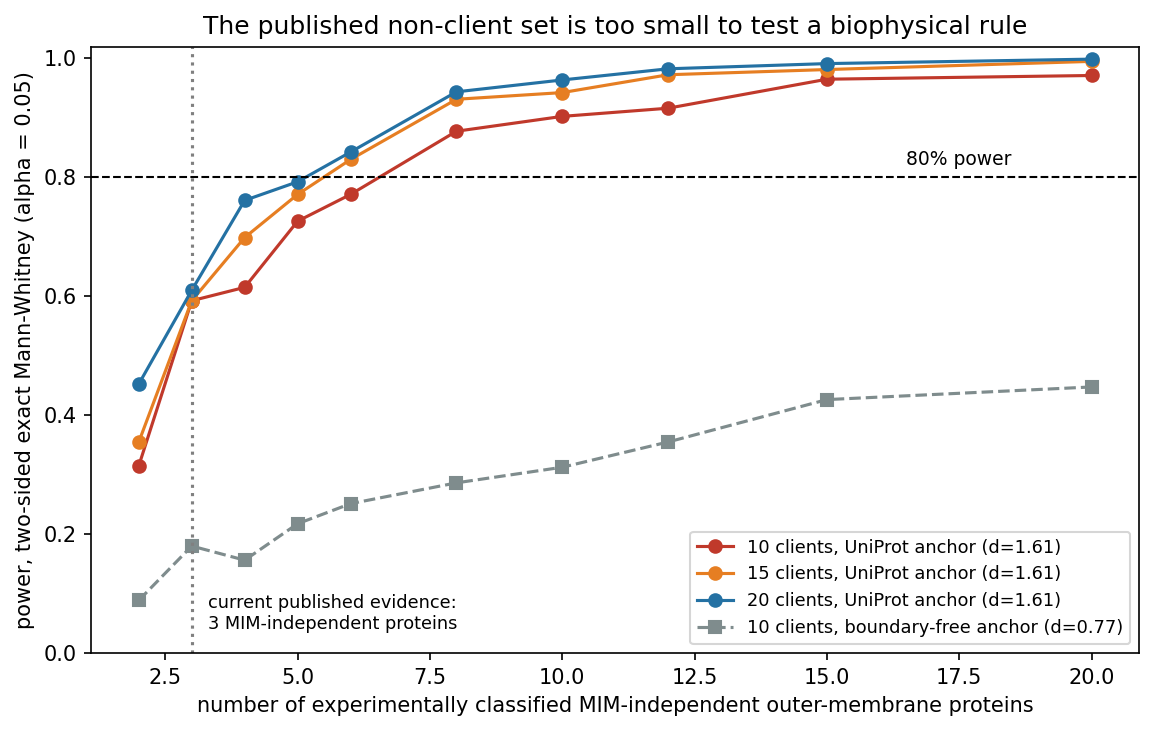 The published non-client set is too small to test a biophysical rule
power, two-sided exact Mann-Whitney (alpha = 0.05)
1.0
0.8
0.6
0.4
0.2
0.0
80% power
current published evidence:
3 MIM-independent proteins
10 clients, UniProt anchor (d=1.61)
15 clients, UniProt anchor (d=1.61)
20 clients, UniProt anchor (d=1.61)
10 clients, boundary-free anchor (d=0.77)
2.5 5.0 7.5 10.0 12.5 15.0 17.5 20.0
number of experimentally classified MIM-independent outer-membrane proteins